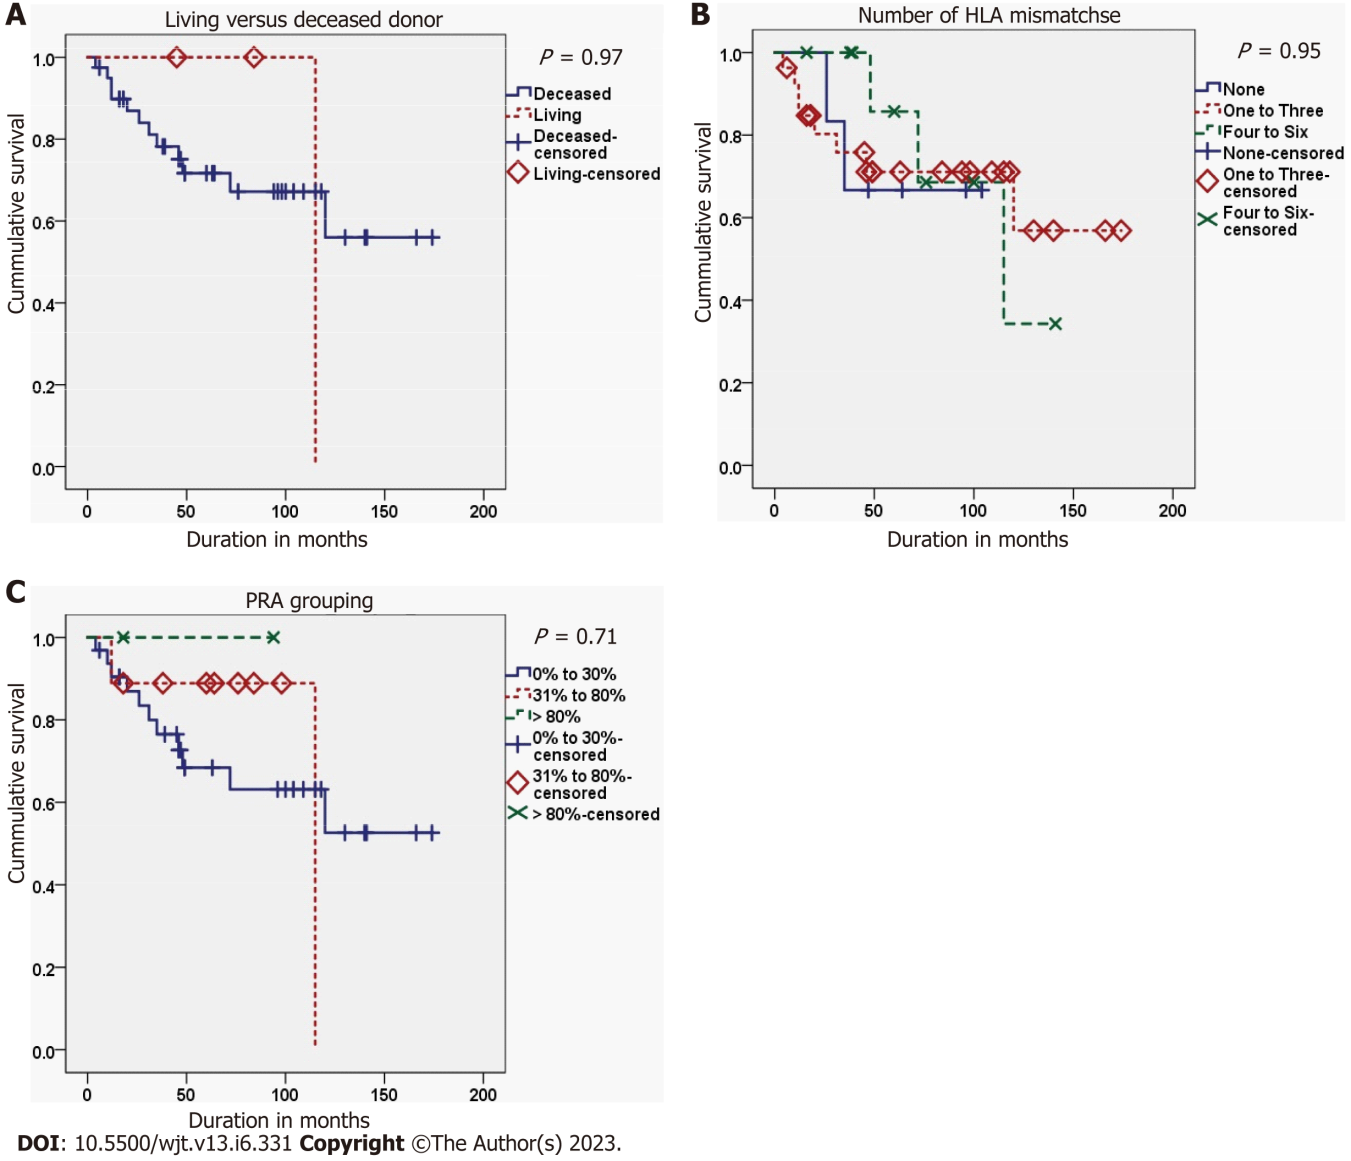 A
Living versus deceased donor
P = 0.97
Cummulative survival
1.0
0.8
0.6
0.4
0.2
0.0
0 50 100 150 200
Duration in months
Deceased
Living
Deceased-
censored
Living-censored
B
Number of HLA mismatchse
P = 0.95
Cummulative survival
1.0
0.8
0.6
0.4
0.2
0.0
0 50 100 150 200
Duration in months
None
One to Three
Four to Six
None-censored
One to Three-
censored
Four to Six-
censored
C
PRA grouping
P = 0.71
Cummulative survival
1.0
0.8
0.6
0.4
0.2
0.0
0 50 100 150 200
Duration in months
0% to 30%
31% to 80%
> 80%
0% to 30%-
censored
31% to 80%-
censored
> 80%-censored
DOI: 10.5500/wjt.v13.i6.331 Copyright ©The Author(s) 2023.